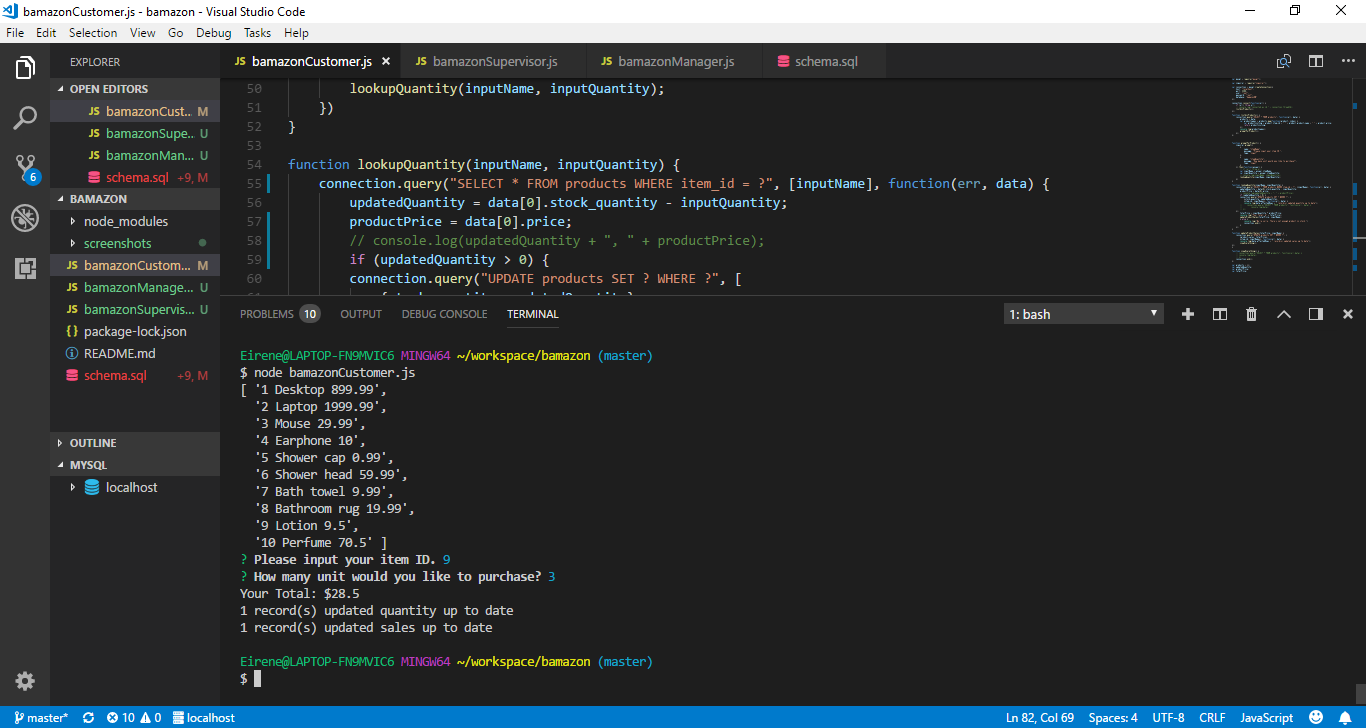 bamazonCustomer.js - bamazon - Visual Studio Code
File Edit Selection View Go Debug Tasks Help
EXPLORER
OPEN EDITORS
JS bamazonCust... M
JS bamazonSupe... U
JS bamazonMan... U
schema.sql +9, M
BAMAZON
node_modules
screenshots
JS bamazonCustom... M
JS bamazonManage... U
JS bamazonSupervis... U
{} package-lock.json
README.md
schema.sql +9, M
OUTLINE
MYSQL
localhost
6
JS bamazonCustomer.js JS bamazonSupervisor.js JS bamazonManager.js schema.sql
50 lookupQuantity(inputName, inputQuantity);
51 })
52 }
53
54 function lookupQuantity(inputName, inputQuantity) {
55 connection.query("SELECT * FROM products WHERE item_id = ?", [inputName], function(err, data) {
56 updatedQuantity = data[0].stock_quantity - inputQuantity;
57 productPrice = data[0].price;
58 // console.log(updatedQuantity + ", " + productPrice);
59 if (updatedQuantity > 0) {
60 connection.query("UPDATE products SET ? WHERE ?", [
PROBLEMS 10 OUTPUT DEBUG CONSOLE TERMINAL 1: bash
Eirene@LAPTOP-FN9MVIC6 MINGW64 ~/workspace/bamazon (master)
$ node bamazonCustomer.js
[ '1 Desktop 899.99',
'2 Laptop 1999.99',
'3 Mouse 29.99',
'4 Earphone 10',
'5 Shower cap 0.99',
'6 Shower head 59.99',
'7 Bath towel 9.99',
'8 Bathroom rug 19.99',
'9 Lotion 9.5',
'10 Perfume 70.5' ]
? Please input your item ID. 9
? How many unit would you like to purchase? 3
Your Total: $28.5
1 record(s) updated quantity up to date
1 record(s) updated sales up to date
Eirene@LAPTOP-FN9MVIC6 MINGW64 ~/workspace/bamazon (master)
$
master* 10 0 localhost Ln 82, Col 69 Spaces: 4 UTF-8 CRLF JavaScript